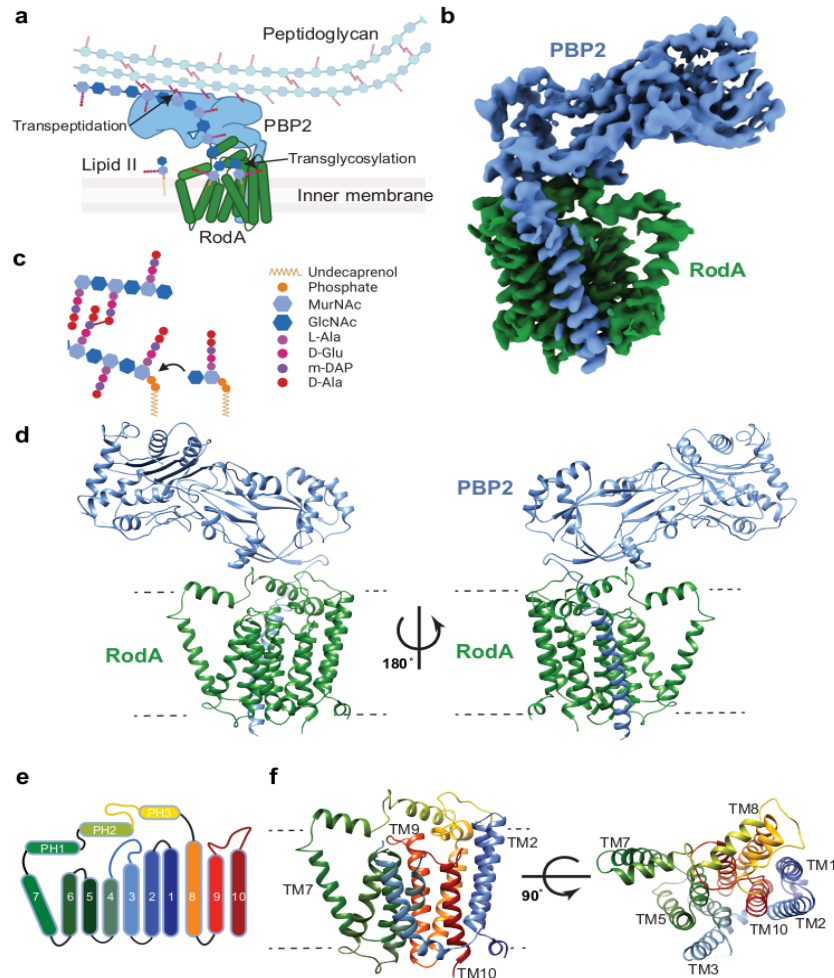 a
Peptidoglycan
Transpeptidation
PBP2
Lipid II
Transglycosylation
Inner membrane
RodA
b
PBP2
RodA
c
Undecaprenol
Phosphate
MurNAc
GlcNAc
L-Ala
D-Glu
m-DAP
D-Ala
d
PBP2
RodA
180°
RodA
e
PH1
PH2
PH3
7 6 5 4 3 2 1 8 9 10
f
TM9
TM2
TM7
TM10
90°
TM8
TM7
TM1
TM5
TM10
TM2
TM3